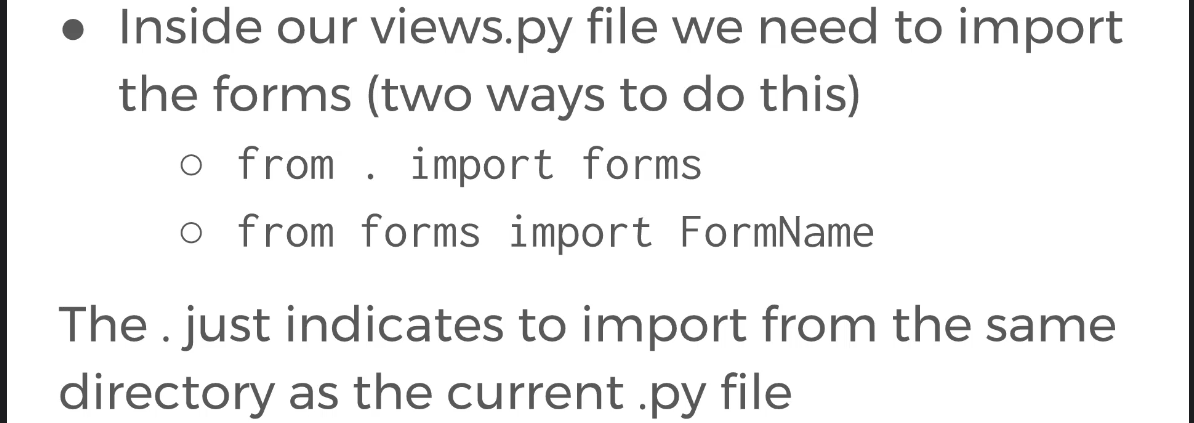 ● Inside our views.py file we need to import
the forms (two ways to do this)
○ from . import forms
○ from forms import FormName
The . just indicates to import from the same
directory as the current .py file